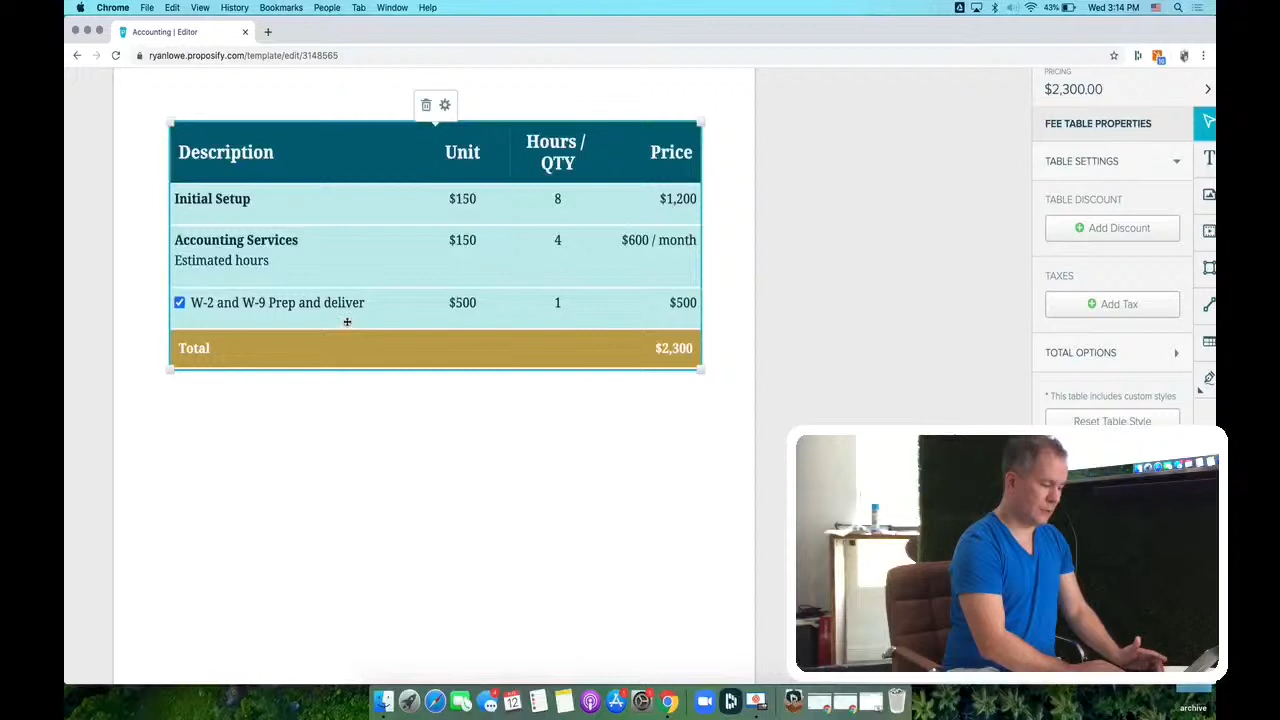 Chrome File Edit View History Bookmarks People Tab Window Help 43% Wed 3:14 PM
Accounting | Editor
ryanlowe.proposify.com/template/edit/3148565
PRICING
$2,300.00
FEE TABLE PROPERTIES
TABLE SETTINGS
TABLE DISCOUNT
Add Discount
TAXES
Add Tax
TOTAL OPTIONS
* This table includes custom styles
Reset Table Style
Description Unit Hours / QTY Price
Initial Setup $150 8 $1,200
Accounting Services $150 4 $600 / month
Estimated hours
W-2 and W-9 Prep and deliver $500 1 $500
Total $2,300
archive